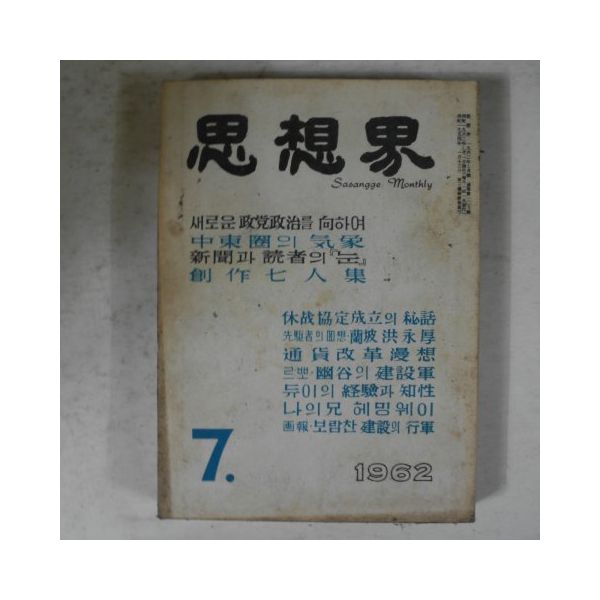 思想界
Sasangge Monthly
새로운 政党政治를 向하여
中東圈의 気象
新聞과 読者의『눈』
創作七人集
休战協定成立의 秘話
先駆者의 回想·蘭坡 洪永厚
通貨改革漫想
르뽀·幽谷의 建設軍
듀이의 経験과 知性
나의 兄 헤밍웨이
画報·보람찬 建設의 行軍
7.
1962